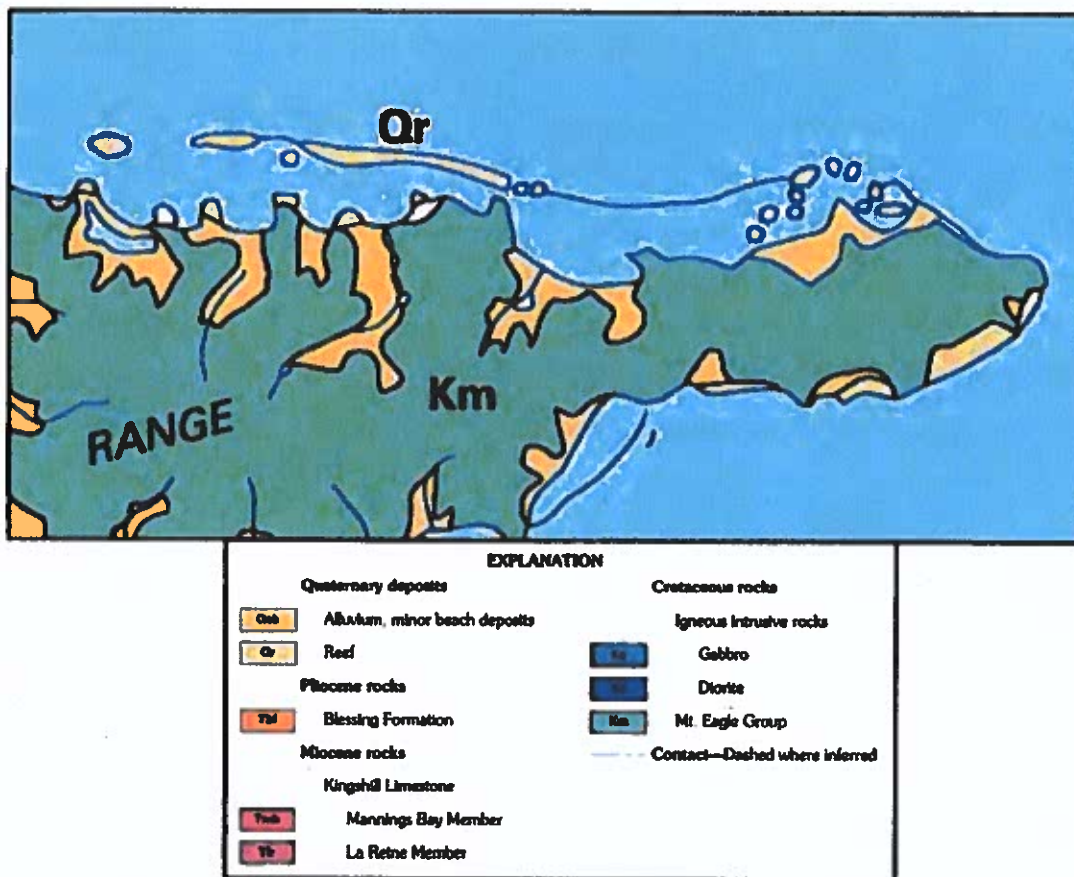 Qr
Km
RANGE
EXPLANATION
Quaternary deposits
Alluvium, minor beach deposits
Qr Reef
Pliocene rocks
Blessing Formation
Miocene rocks
Kingshill Limestone
Mannings Bay Member
La Reine Member
Cretaceous rocks
Igneous intrusive rocks
Gabbro
Diorite
Km Mt. Eagle Group
Contact—Dashed where inferred